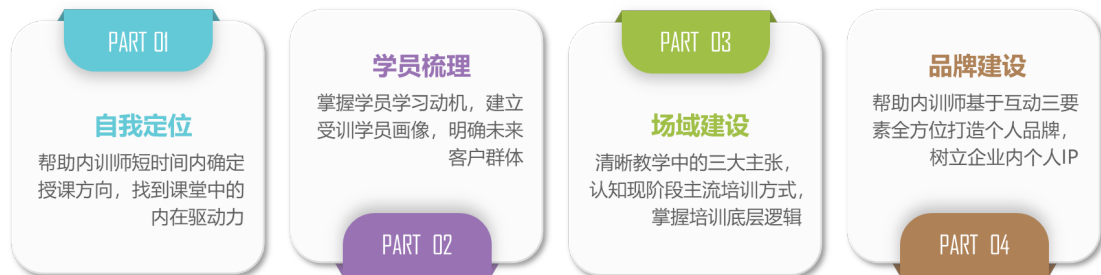 PART 01
自我定位
帮助内训师短时间内确定
授课方向，找到课堂中的
内在驱动力
学员梳理
掌握学员学习动机，建立
受训学员画像，明确未来
客户群体
PART 02
PART 03
场域建设
清晰教学中的三大主张，
认知现阶段主流培训方式，
掌握培训底层逻辑
品牌建设
帮助内训师基于互动三要
素全方位打造个人品牌，
树立企业内个人IP
PART 04